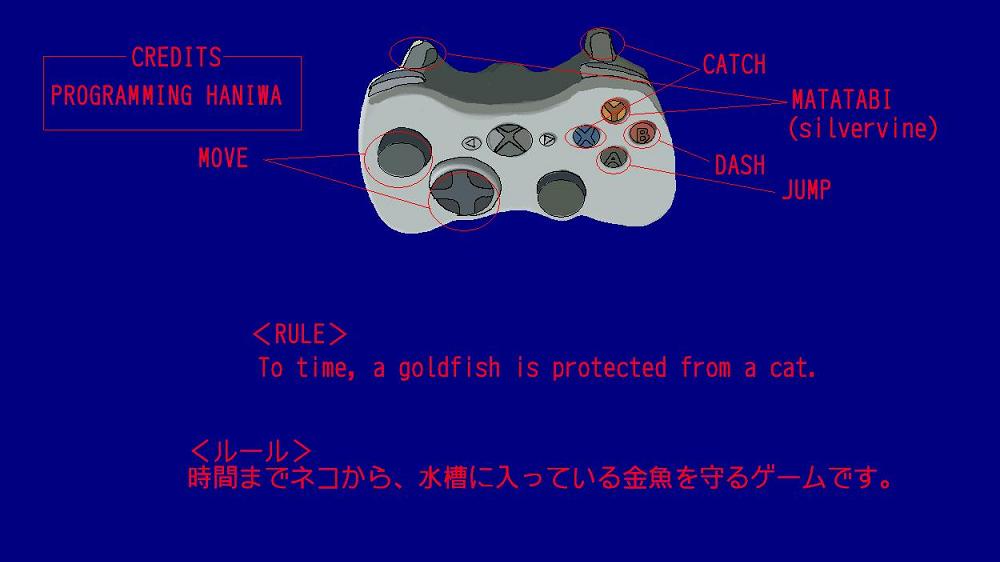 CREDITS
PROGRAMMING HANIWA
CATCH
MATATABI
(silvervine)
MOVE
DASH
JUMP
X
Y
B
A
<RULE>
To time, a goldfish is protected from a cat.
<ルール>
時間までネコから、水槽に入っている金魚を守るゲームです。